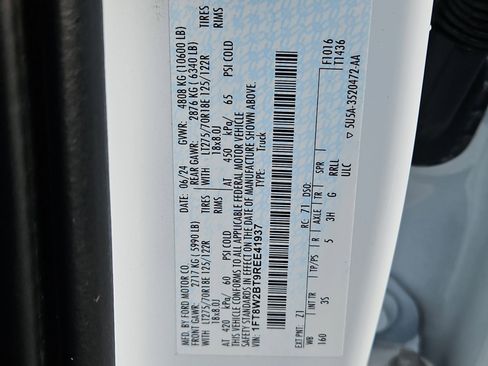 MFD. BY FORD MOTOR CO.
06/24
GVWR: 4808 KG (10600 LB)
FRONT GAWR: 2717 KG (5990 LB)
REAR GAWR: 2876 KG (6340 LB)
LT275/70R18E 125/122R
TIRES
WITH
LT275/70R18E 125/122R
TIRES
18x8.0J
RIMS
WITH
18x8.0J
RIMS
AT 420 kPa/ 60 PSI COLD
AT 450 kPa/ 65 PSI COLD
THIS VEHICLE CONFORMS TO ALL APPLICABLE FEDERAL MOTOR VEHICLE
SAFETY STANDARDS IN EFFECT ON THE DATE OF MANUFACTURE SHOWN ABOVE.
VIN: 1FT8W2BT9REE41937
TYPE: Truck
F1016
T1436
EXT PNT: Z1
RC: 71
DSO:
WB
INT TR
TP/PS
R
AXLE
TR
SPR
160
3S
5
3H
G
RRLL
ULC
5U5A-3520472-AA